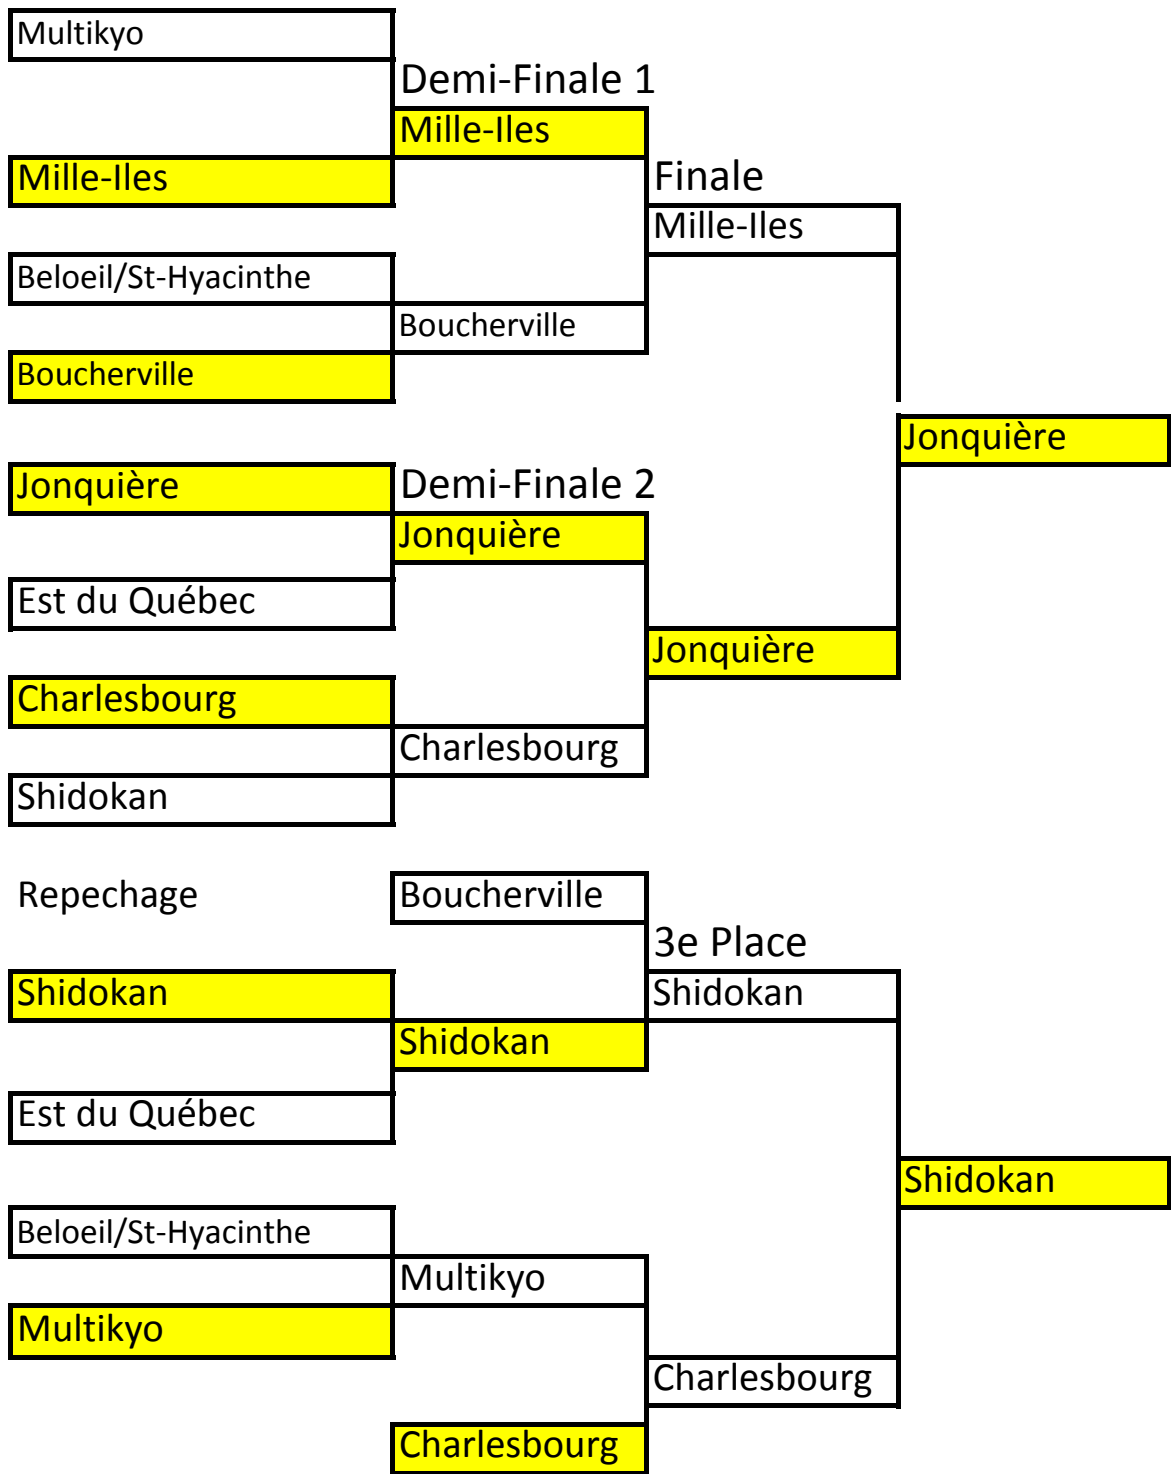 Multikyo
Demi-Finale 1
Mille-Iles
Mille-Iles
Finale
Mille-Iles
Beloeil/St-Hyacinthe
Boucherville
Boucherville
Jonquière
Jonquière
Demi-Finale 2
Jonquière
Est du Québec
Jonquière
Charlesbourg
Charlesbourg
Shidokan
Repechage
Boucherville
3e Place
Shidokan
Shidokan
Shidokan
Est du Québec
Shidokan
Beloeil/St-Hyacinthe
Multikyo
Multikyo
Charlesbourg
Charlesbourg